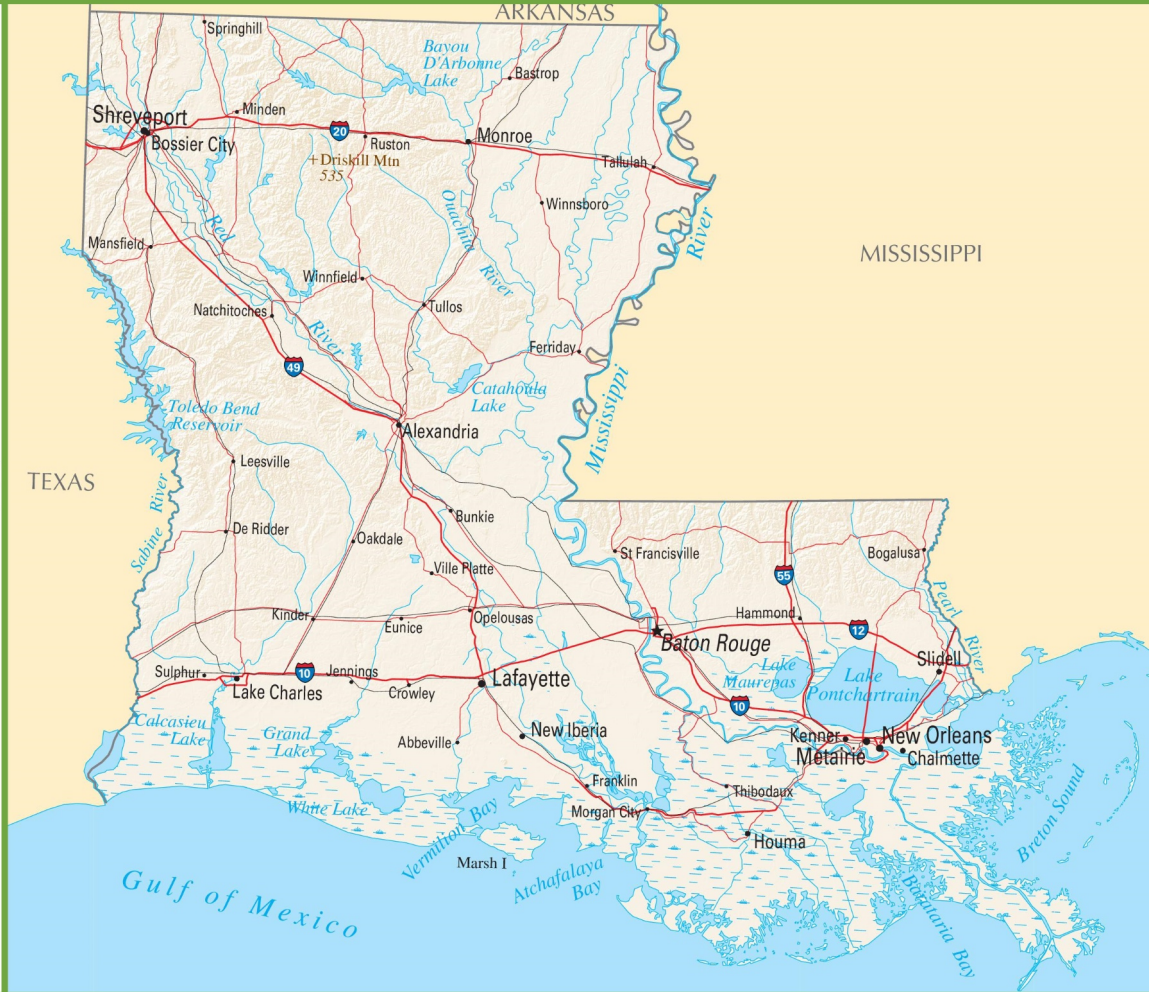 ARKANSAS
Springhill
Bayou
D'Arbonne
Lake
Bastrop
Minden
Shreveport
Bossier City
20
Ruston
Monroe
+Driskill Mtn
535
Tallulah
Winnsboro
Red
River
Ouachita
River
Mississippi
River
MISSISSIPPI
Mansfield
Winnfield
Natchitoches
Tullos
Ferriday
49
Catahoula
Lake
Toledo Bend
Reservoir
Alexandria
TEXAS
Leesville
Sabine River
De Ridder
Oakdale
Bunkie
Ville Platte
St Francisville
Bogalusa
55
Pearl
River
Kinder
Eunice
Opelousas
Hammond
12
Baton Rouge
Slidell
Lake
Maurepas
Lake
Pontchartrain
Sulphur
Lake Charles
10
Jennings
Crowley
Lafayette
10
Calcasieu
Lake
Grand
Lake
Abbeville
New Iberia
Kenner
New Orleans
Metairie
Chalmette
Franklin
Thibodaux
White Lake
Morgan City
Houma
Vermilion Bay
Marsh I
Atchafalaya
Bay
Breton Sound
Barataria Bay
Gulf of Mexico